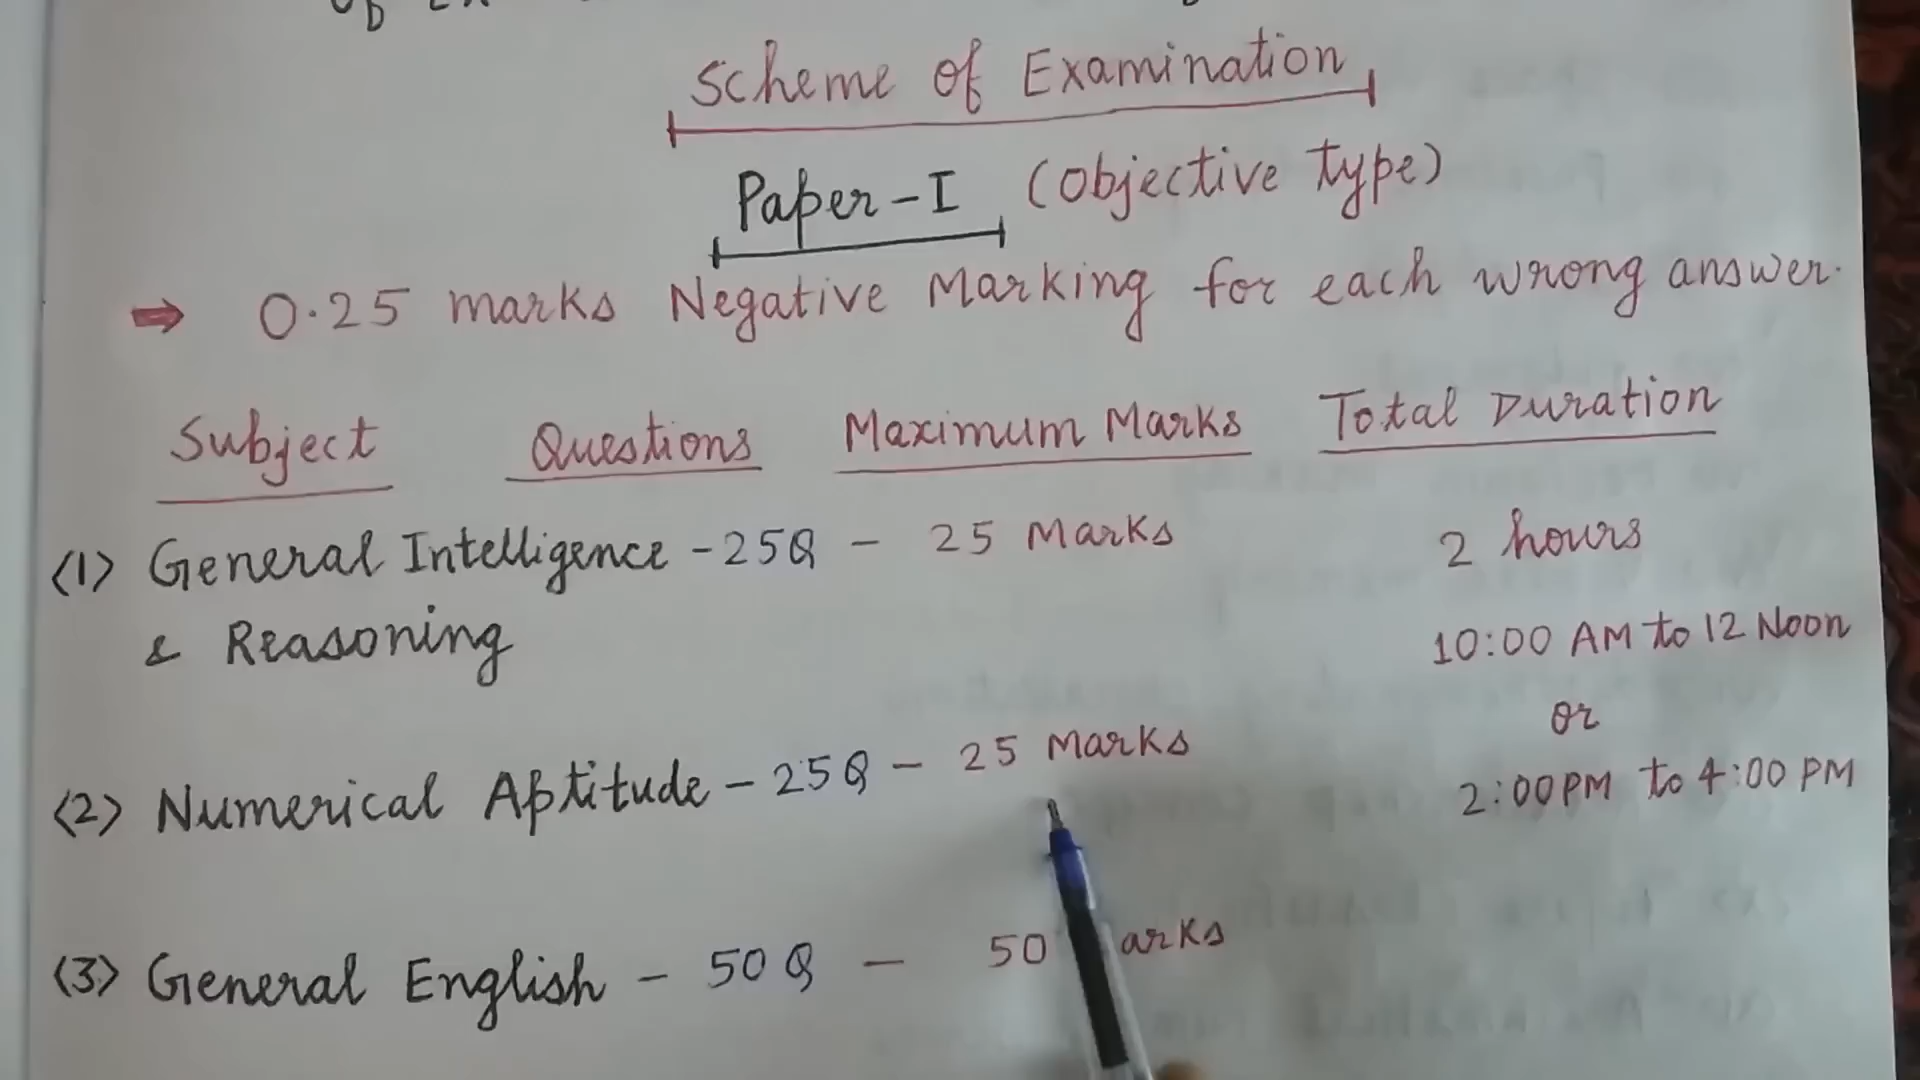 Scheme of Examination
Paper-I (Objective type)
⇒ 0.25 marks Negative Marking for each wrong answer.
Subject Questions Maximum Marks Total Duration
(1) General Intelligence - 25Q - 25 Marks 2 hours
& Reasoning 10:00 AM to 12 Noon
or
(2) Numerical Aptitude - 25Q - 25 Marks 2:00PM to 4:00 PM
(3) General English - 50Q - 50 arks